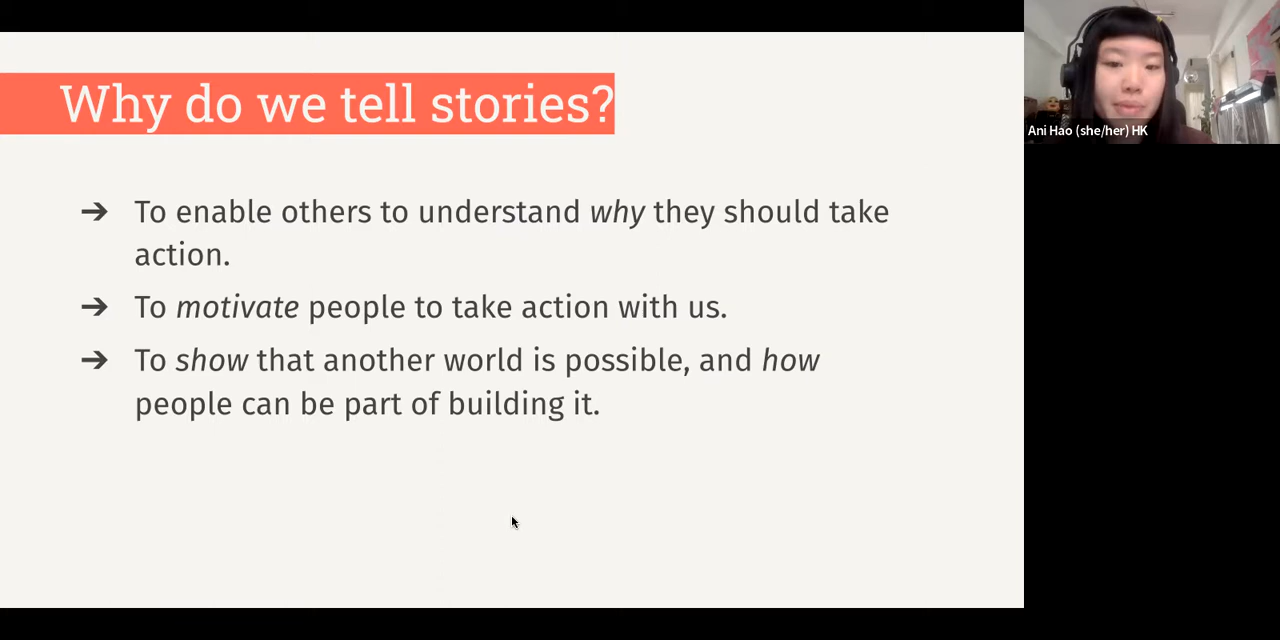 Why do we tell stories?
➔ To enable others to understand why they should take
action.
➔ To motivate people to take action with us.
➔ To show that another world is possible, and how
people can be part of building it.
Ani Hao (she/her) HK